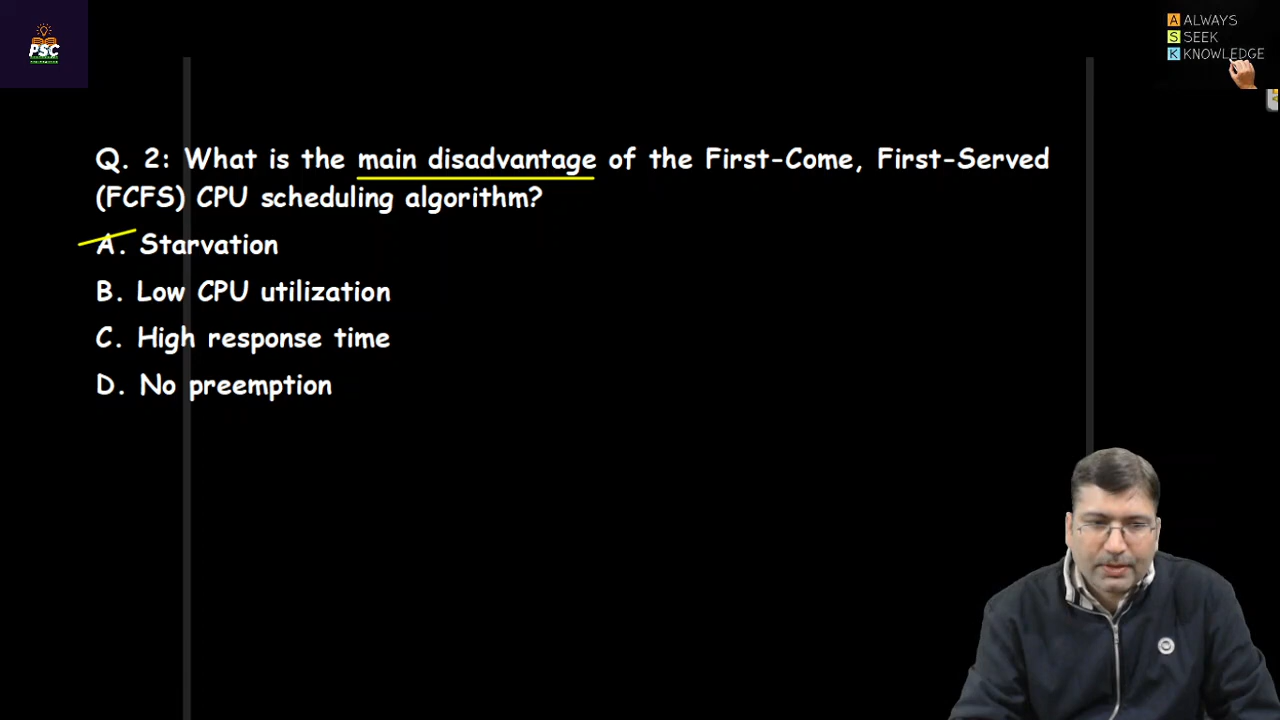 PSC
A ALWAYS
S SEEK
K KNOWLEDGE
Q. 2: What is the main disadvantage of the First-Come, First-Served
(FCFS) CPU scheduling algorithm?
A. Starvation
B. Low CPU utilization
C. High response time
D. No preemption